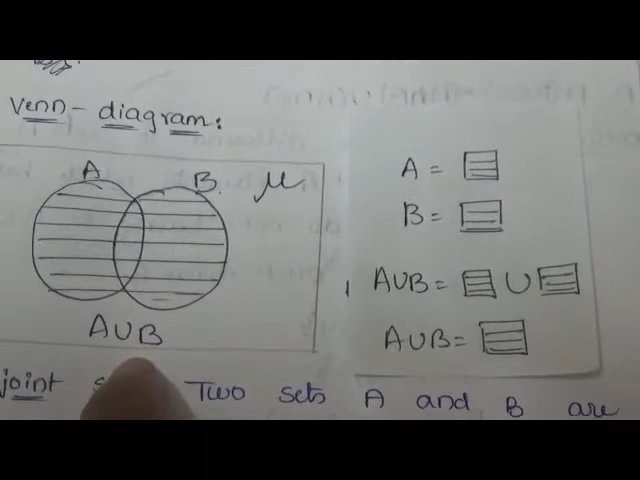 Venn-diagram:
A B. μ
A∪B
A =
B =
A∪B = ∪
A∪B =
joint Two sets A and B are